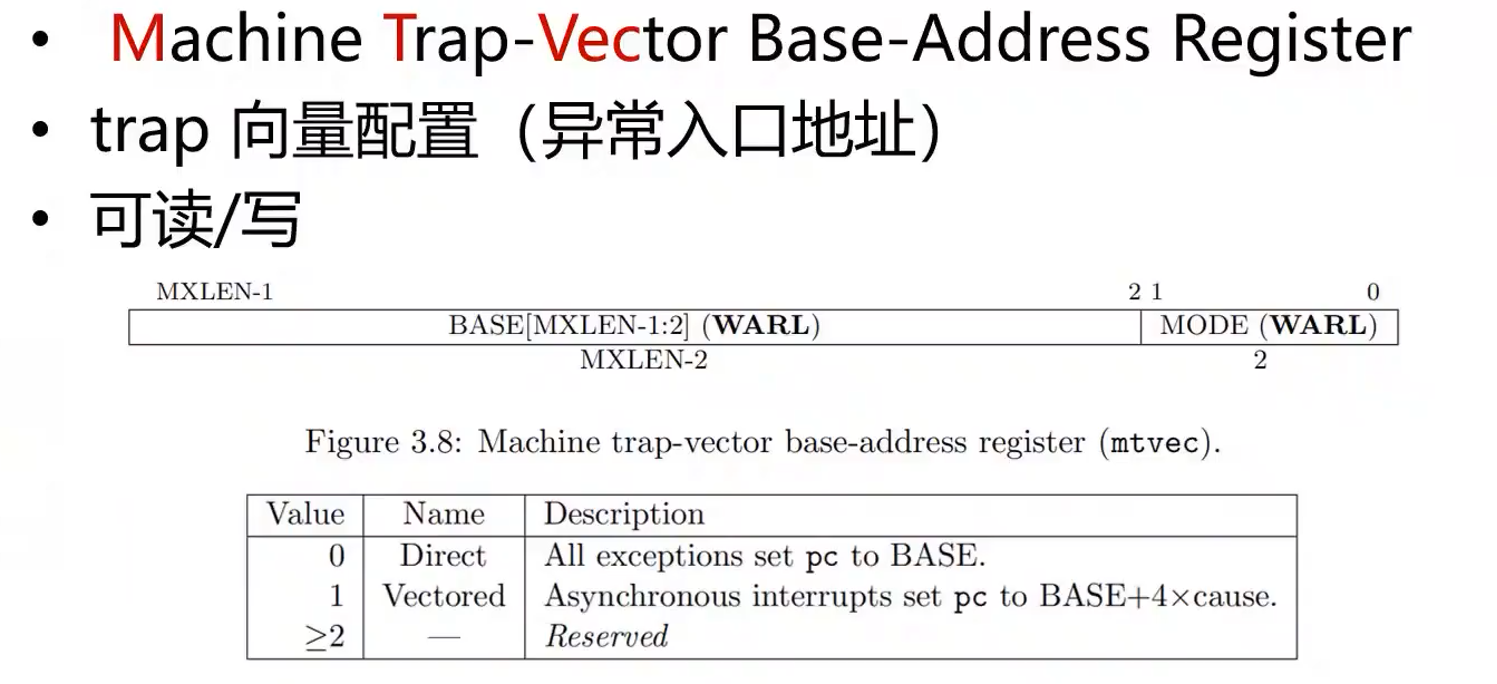 • Machine Trap-Vector Base-Address Register
• trap 向量配置（异常入口地址）
• 可读/写
MXLEN-1 2 1 0
BASE[MXLEN-1:2] (WARL) MODE (WARL)
MXLEN-2 2
Figure 3.8: Machine trap-vector base-address register (mtvec).
Value Name Description
0 Direct All exceptions set pc to BASE.
1 Vectored Asynchronous interrupts set pc to BASE+4×cause.
≥2 — Reserved